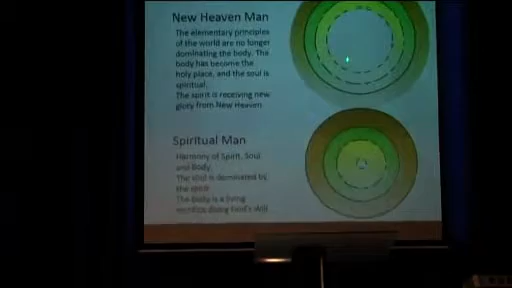 New Heaven Man
The elementary principles
of the world are no longer
dominating the body. The
body has become the
holy place, and the soul is
spiritual.
The spirit is receiving new
glory from New Heaven.
Spiritual Man
Harmony of Spirit, Soul
and Body.
The soul is dominated by
the spirit
The Body is a living
sacrifice doing God's will